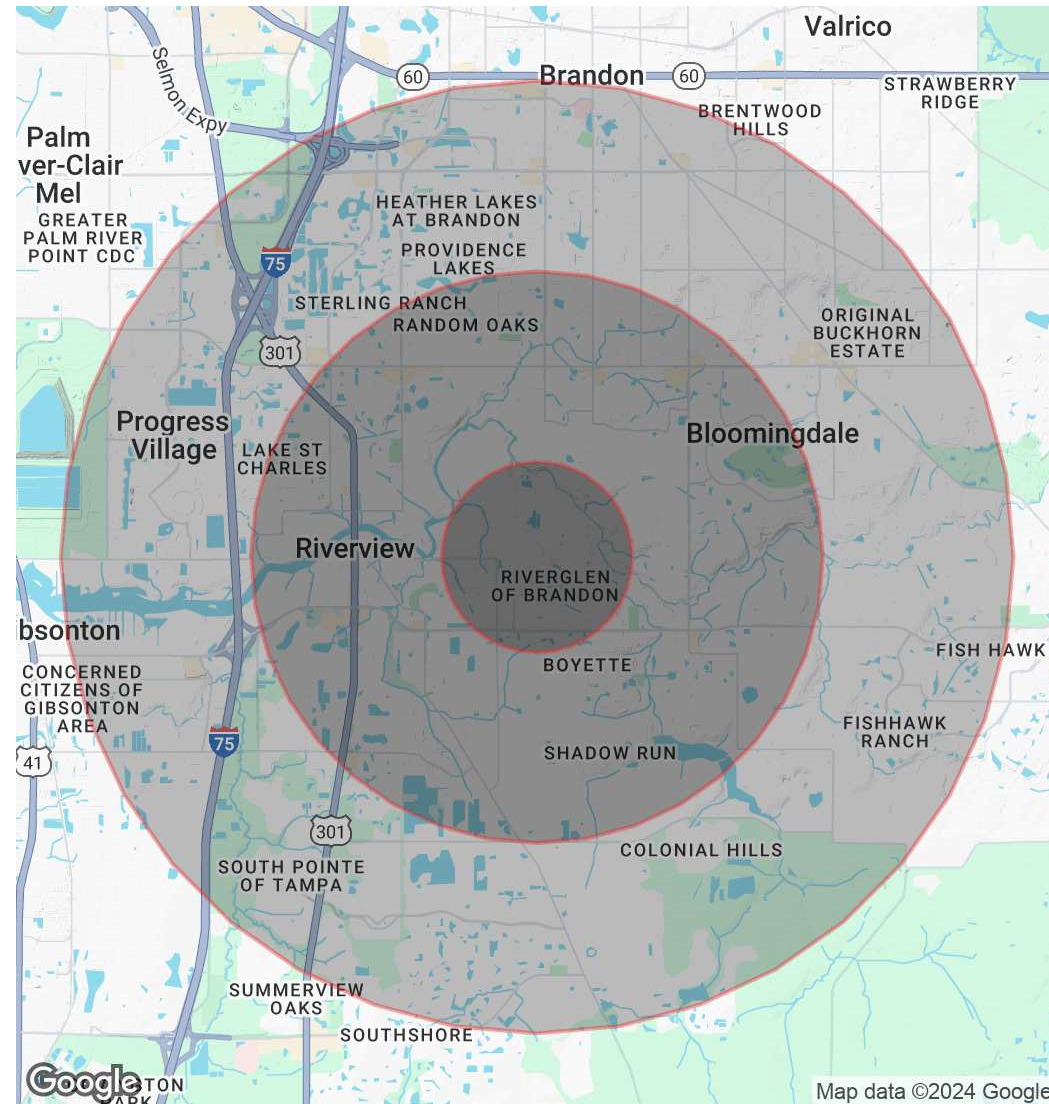 Valrico
Selmon Expy
60
Brandon
60
STRAWBERRY
RIDGE
BRENTWOOD
HILLS
Palm
ver-Clair
Mel
GREATER
PALM RIVER
POINT CDC
HEATHER LAKES
AT BRANDON
PROVIDENCE
LAKES
75
STERLING RANCH
RANDOM OAKS
ORIGINAL
BUCKHORN
ESTATE
301
Progress
Village
LAKE ST
CHARLES
Bloomingdale
Riverview
RIVERGLEN
OF BRANDON
bsonton
BOYETTE
FISH HAWK
CONCERNED
CITIZENS OF
GIBSONTON
AREA
FISHHAWK
RANCH
75
SHADOW RUN
41
301
COLONIAL HILLS
SOUTH POINTE
OF TAMPA
SUMMERVIEW
OAKS
SOUTHSHORE
Google
STON
PARK
Map data ©2024 Google